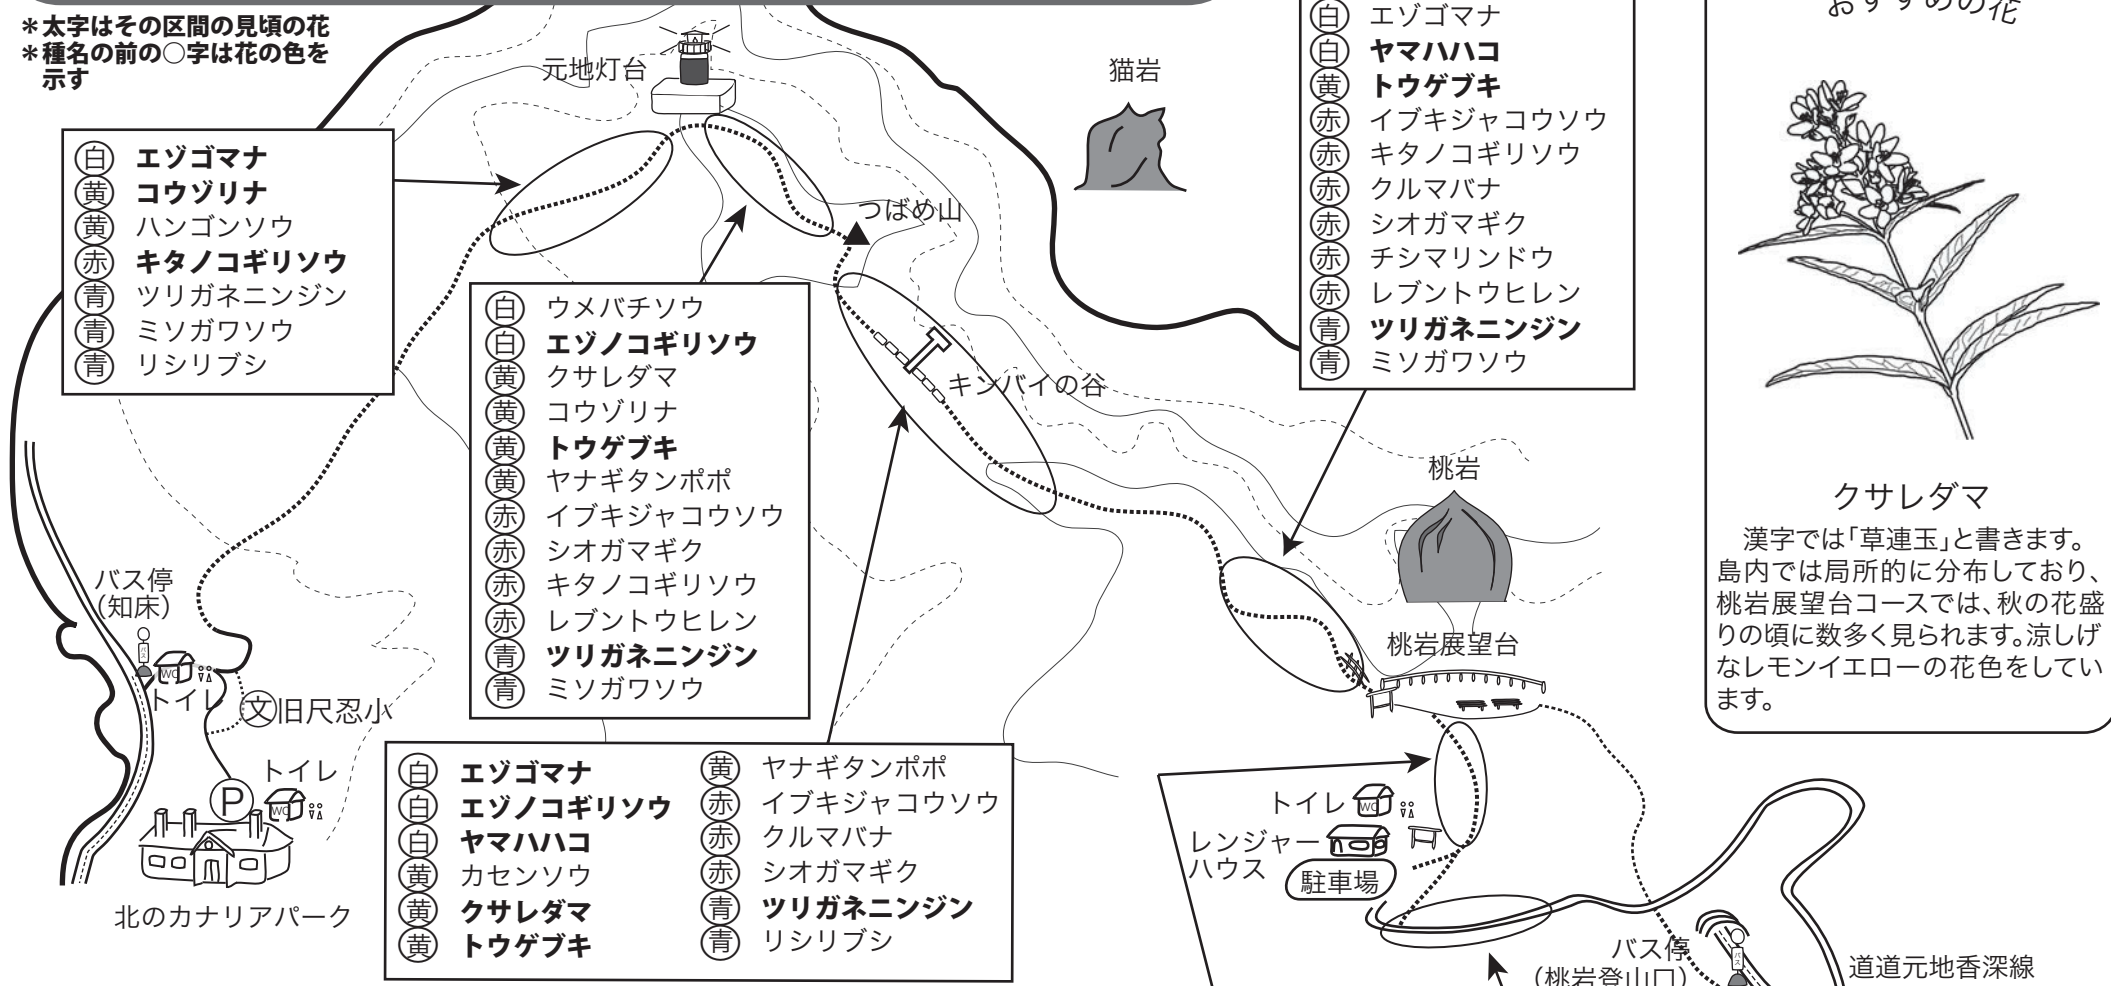 ＊太字はその区間の見頃の花
＊種名の前の○字は花の色を
示す
元地灯台
猫岩
つばめ山
キンバイの谷
桃岩
桃岩展望台
白 エゾゴマナ
黄 コウゾリナ
黄 ハンゴンソウ
赤 キタノコギリソウ
青 ツリガネニンジン
青 ミソガワソウ
青 リシリブシ
白 ウメバチソウ
白 エゾノコギリソウ
黄 クサレダマ
黄 コウゾリナ
黄 トウゲブキ
黄 ヤナギタンポポ
赤 イブキジャコウソウ
赤 シオガマギク
赤 キタノコギリソウ
赤 レブントウヒレン
青 ツリガネニンジン
青 ミソガワソウ
白 エゾゴマナ
白 エゾノコギリソウ
白 ヤマハハコ
黄 カセンソウ
黄 クサレダマ
黄 トウゲブキ
黄 ヤナギタンポポ
赤 イブキジャコウソウ
赤 クルマバナ
赤 シオガマギク
青 ツリガネニンジン
青 リシリブシ
白 エゾゴマナ
白 ヤマハハコ
黄 トウゲブキ
赤 イブキジャコウソウ
赤 キタノコギリソウ
赤 クルマバナ
赤 シオガマギク
赤 チシマリンドウ
赤 レブントウヒレン
青 ツリガネニンジン
青 ミソガワソウ
バス停
（知床）
バス
WC
トイレ
文旧尺忍小
トイレ
P
WC
北のカナリアパーク
トイレ
WC
レンジャー
ハウス
駐車場
バス停
（桃岩登山口）
バス
道道元地香深線
おすすめの花
クサレダマ
漢字では「草連玉」と書きます。
島内では局所的に分布しており、
桃岩展望台コースでは、秋の花盛
りの頃に数多く見られます。涼しげ
なレモンイエローの花色をしてい
ます。